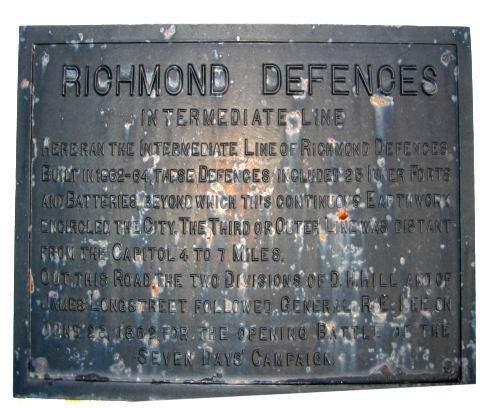 RICHMOND DEFENCES
INTERMEDIATE LINE
HERE RAN THE INTERMEDIATE LINE OF RICHMOND DEFENCES
BUILT IN 1862-64, THESE DEFENCES INCLUDED 25 INNER FORTS
AND BATTERIES, BEYOND WHICH THIS CONTINUOUS EARTHWORK
ENCIRCLED THE CITY. THE THIRD OR OUTER LINE WAS DISTANT
FROM THE CAPITOL 4 TO 7 MILES.
OUT THIS ROAD THE TWO DIVISIONS OF D. H. HILL AND OF
JAMES LONGSTREET FOLLOWED GENERAL R. E. LEE ON
JUNE 26, 1862 FOR THE OPENING BATTLE OF THE
SEVEN DAYS' CAMPAIGN.